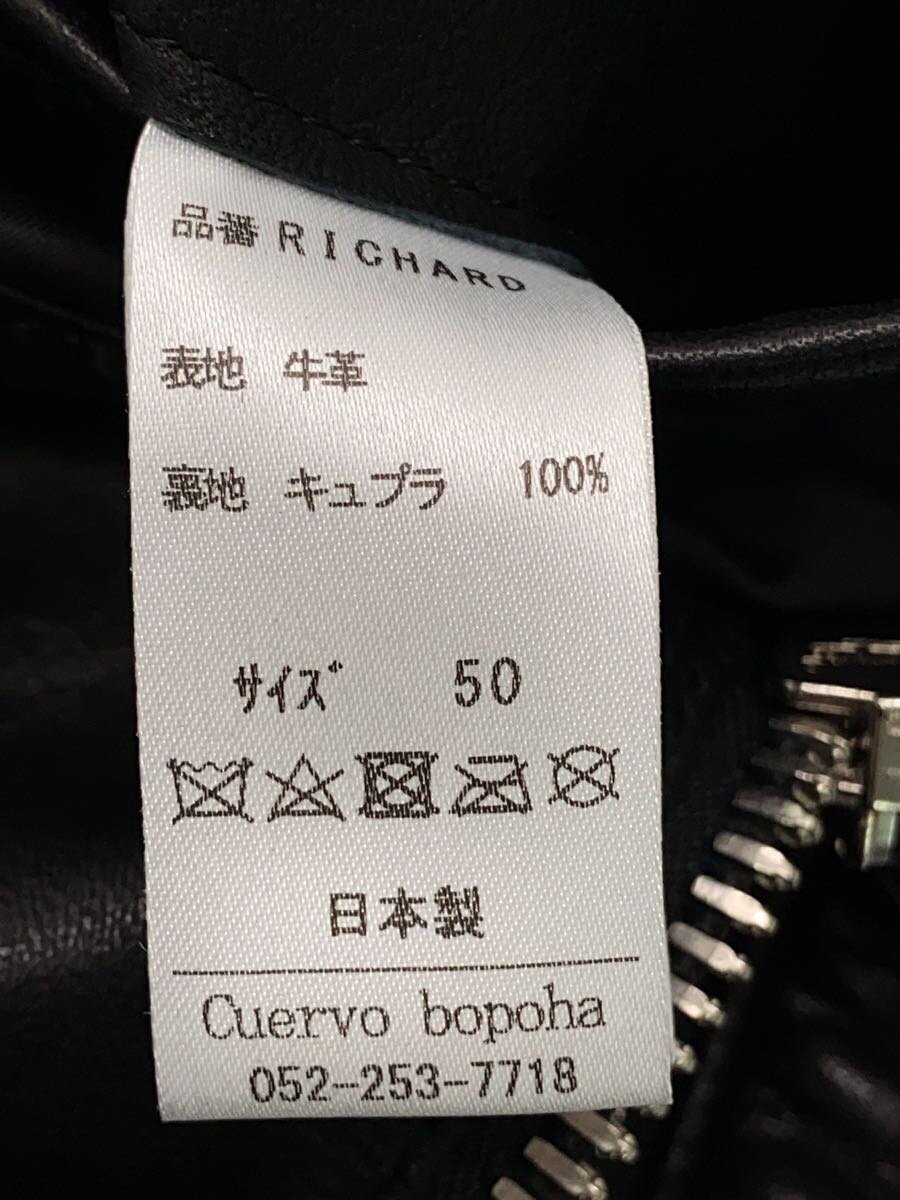 品番 RICHARD
表地 牛革
裏地 キュプラ 100%
サイズ 50
日本製
Cuervo bopoha
052-253-7718